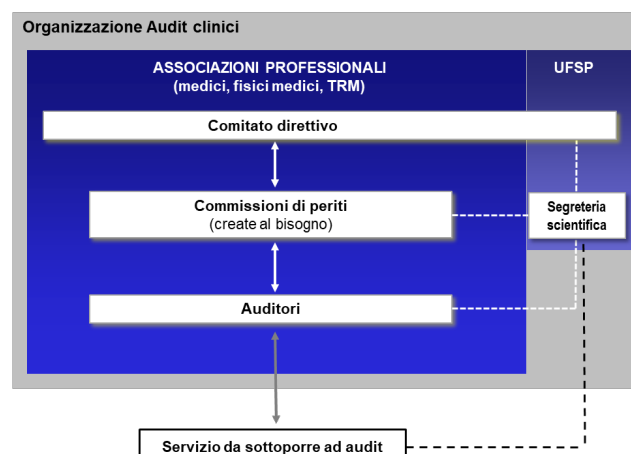 Organizzazione Audit clinici
ASSOCIAZIONI PROFESSIONALI
(medici, fisici medici, TRM)
UFSP
Comitato direttivo
Commissioni di periti
(create al bisogno)
Segreteria
scientifica
Auditori
Servizio da sottoporre ad audit